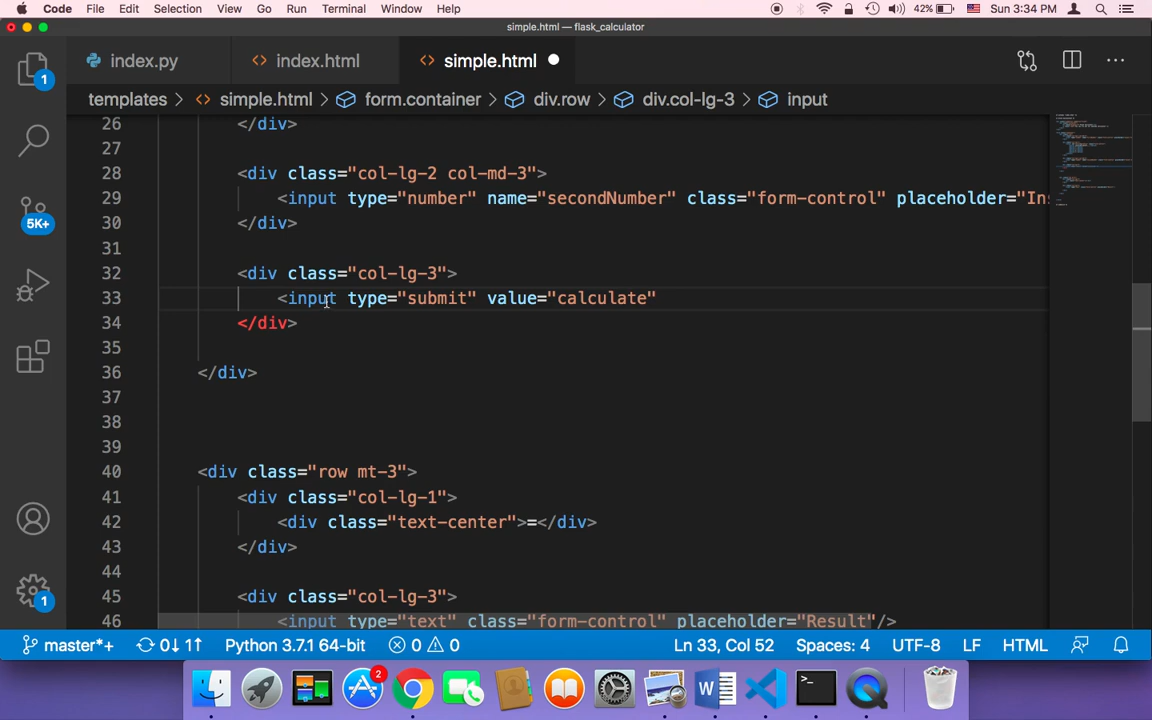 Code File Edit Selection View Go Run Terminal Window Help 42% Sun 3:34 PM
simple.html — flask_calculator
index.py index.html simple.html
1
templates > simple.html > form.container > div.row > div.col-lg-3 > input
26 </div>
27
28 <div class="col-lg-2 col-md-3">
29 <input type="number" name="secondNumber" class="form-control" placeholder="Ins
30 </div>
5K+
31
32 <div class="col-lg-3">
33 <input type="submit" value="calculate"
34 </div>
35
36 </div>
37
38
39
40 <div class="row mt-3">
41 <div class="col-lg-1">
42 <div class="text-center">=</div>
43 </div>
44
45 <div class="col-lg-3">
1
46 <input type="text" class="form-control" placeholder="Result"/>
master*+ 0↓ 1↑ Python 3.7.1 64-bit 0 0 Ln 33, Col 52 Spaces: 4 UTF-8 LF HTML
2